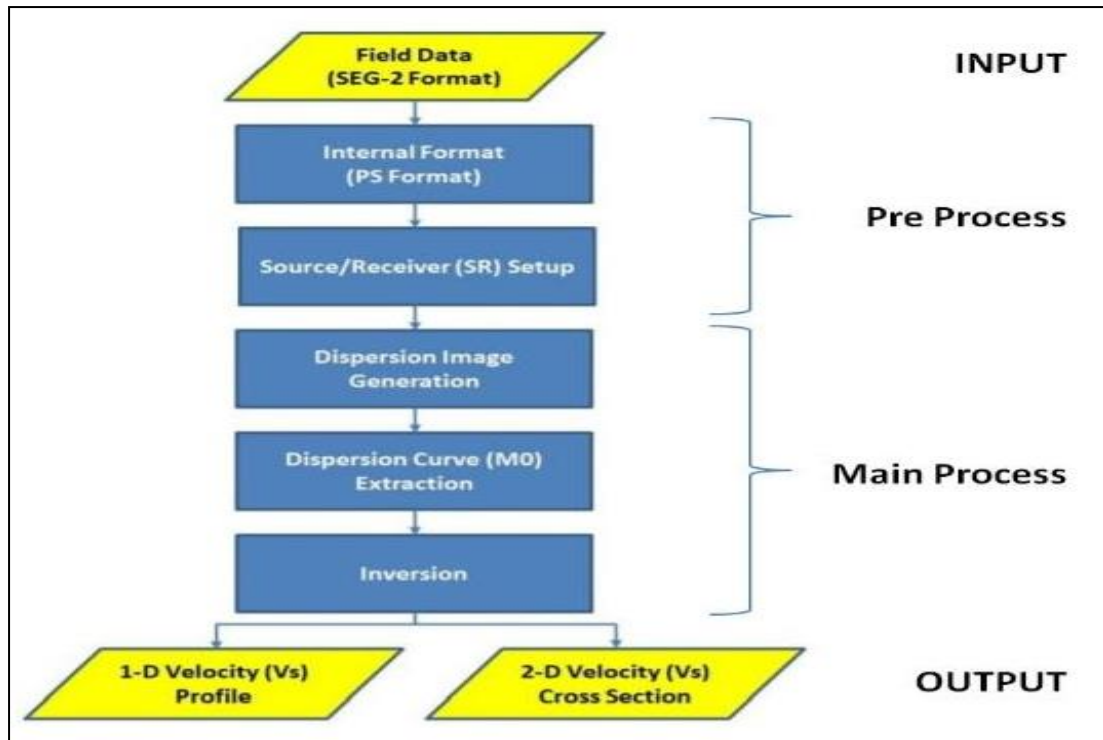 Field Data
(SEG-2 Format)
INPUT
Internal Format
(PS Format)
Pre Process
Source/Receiver (SR) Setup
Dispersion Image
Generation
Dispersion Curve (M0)
Extraction
Main Process
Inversion
1-D Velocity (Vs)
Profile
2-D Velocity (Vs)
Cross Section
OUTPUT